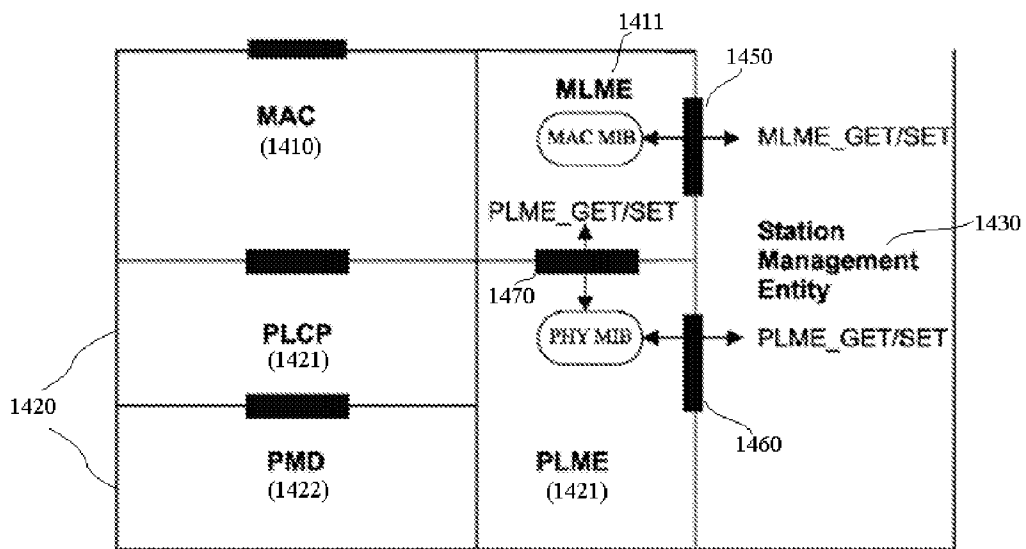 1411
1450
MAC
(1410)
MLME
MAC MIB
MLME_GET/SET
PLME_GET/SET
1430
Station
Management
Entity
1470
PLCP
(1421)
PHY MIB
PLME_GET/SET
1420
1460
PMD
(1422)
PLME
(1421)